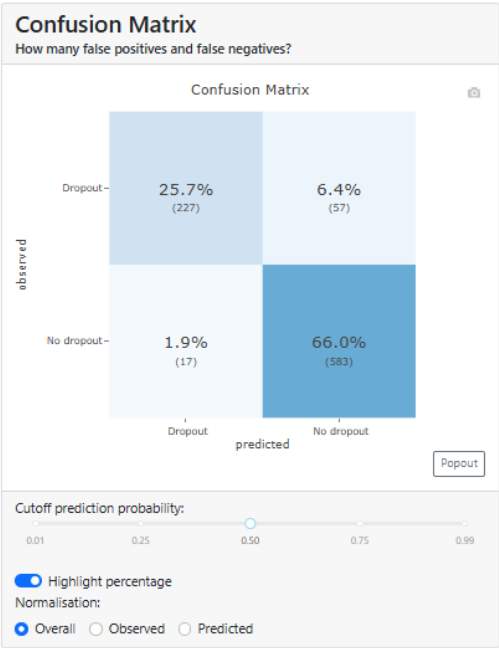 Confusion Matrix
How many false positives and false negatives?
Confusion Matrix
Dropout
25.7%
(227)
6.4%
(57)
observed
No dropout
1.9%
(17)
66.0%
(583)
Dropout
No dropout
predicted
Popout
Cutoff prediction probability:
0.01 0.25 0.50 0.75 0.99
Highlight percentage
Normalisation:
Overall Observed Predicted